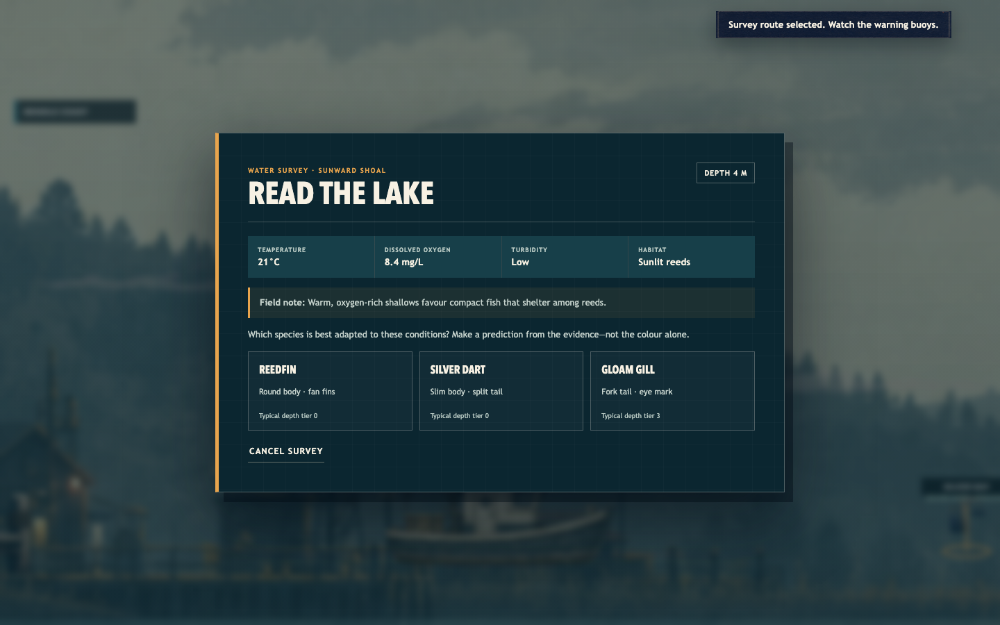 Survey route selected. Watch the warning buoys.
WATER SURVEY · SUNWARD SHOAL
READ THE LAKE
DEPTH 4 M
TEMPERATURE
21°C
DISSOLVED OXYGEN
8.4 mg/L
TURBIDITY
Low
HABITAT
Sunlit reeds
Field note: Warm, oxygen-rich shallows favour compact fish that shelter among reeds.
Which species is best adapted to these conditions? Make a prediction from the evidence—not the colour alone.
REEDFIN
Round body · fan fins
Typical depth tier 0
SILVER DART
Slim body · split tail
Typical depth tier 0
GLOAM GILL
Fork tail · eye mark
Typical depth tier 3
CANCEL SURVEY